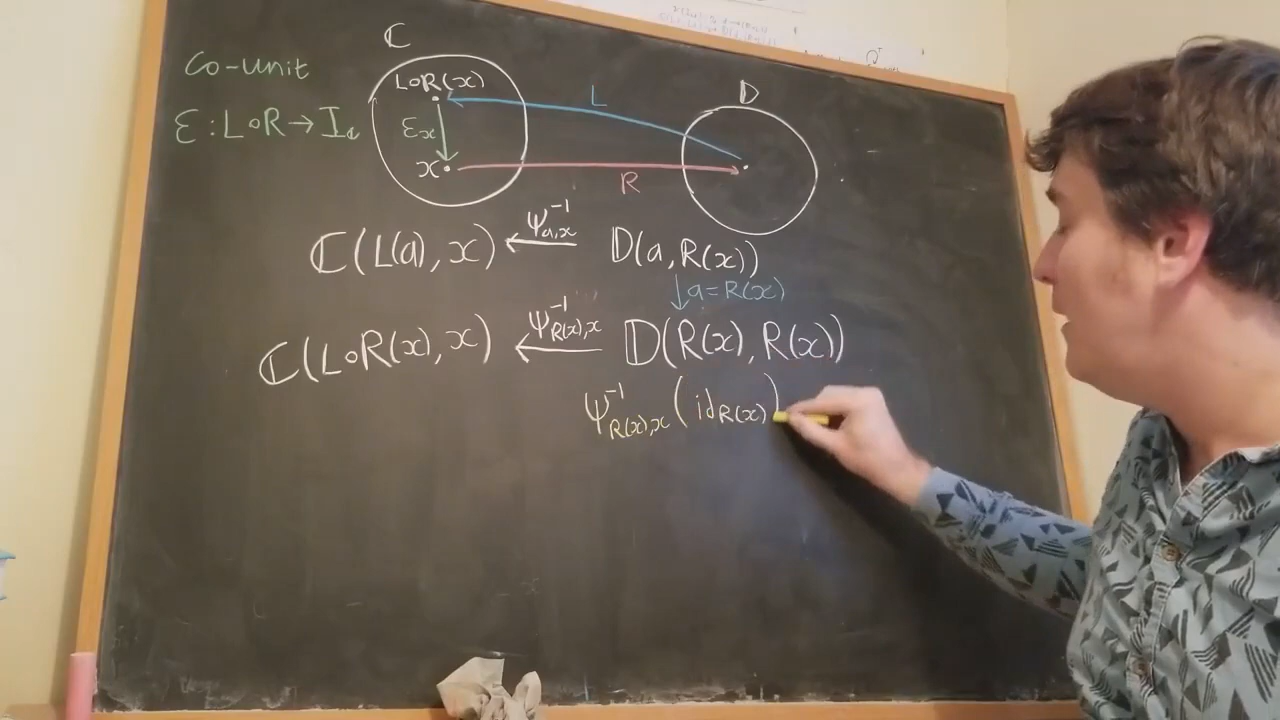 ℂ
Co-unit
L∘R(x)
L
𝔻
ε : L∘R → I_ℂ
ε_x
x
R
ℂ(L(a), x) ← ψ⁻¹_{a,x} 𝔻(a, R(x))
↓ a = R(x)
ℂ(L∘R(x), x) ← ψ⁻¹_{R(x),x} 𝔻(R(x), R(x))
ψ⁻¹_{R(x),x} (id_{R(x)})